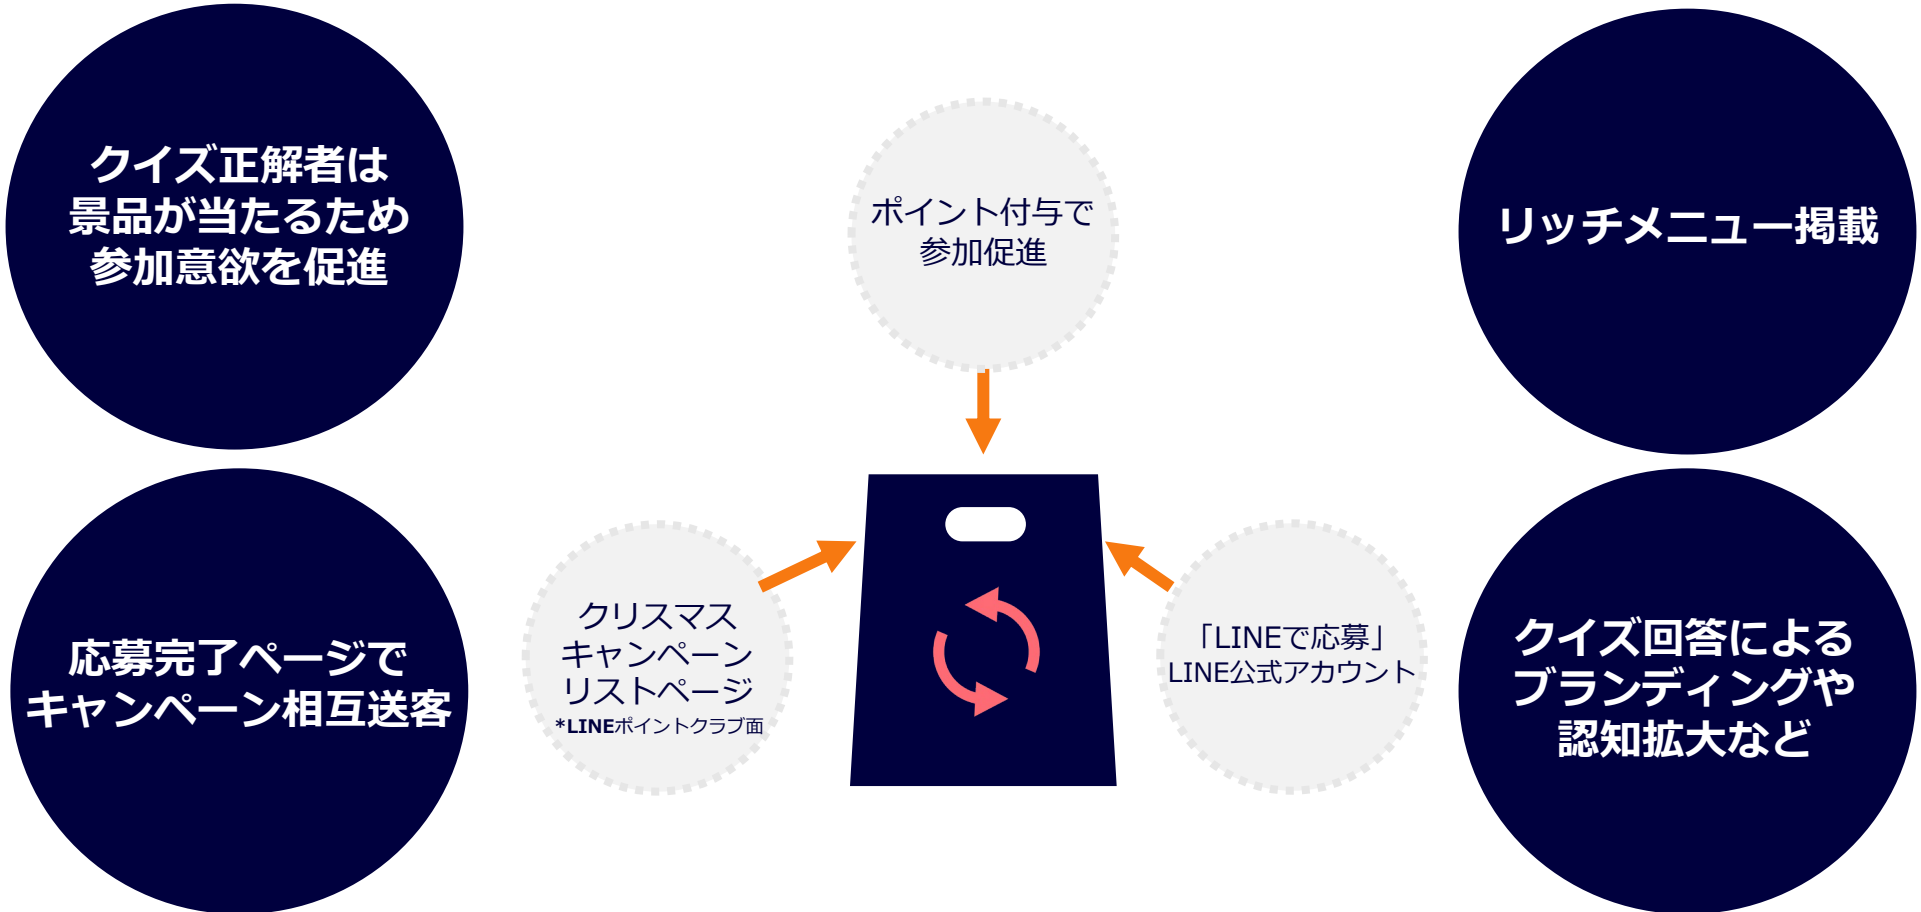 クイズ正解者は
景品が当たるため
参加意欲を促進
ポイント付与で
参加促進
リッチメニュー掲載
応募完了ページで
キャンペーン相互送客
クリスマス
キャンペーン
リストページ
*LINEポイントクラブ面
「LINEで応募」
LINE公式アカウント
クイズ回答による
ブランディングや
認知拡大など